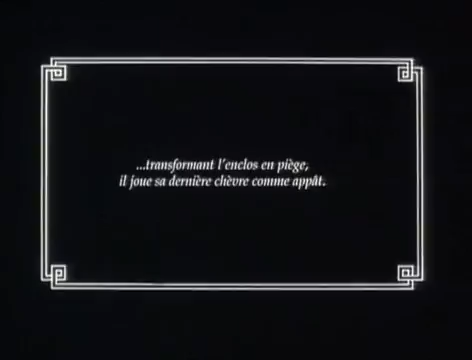 ...transformant l'enclos en piège,
il joue sa dernière chèvre comme appât.